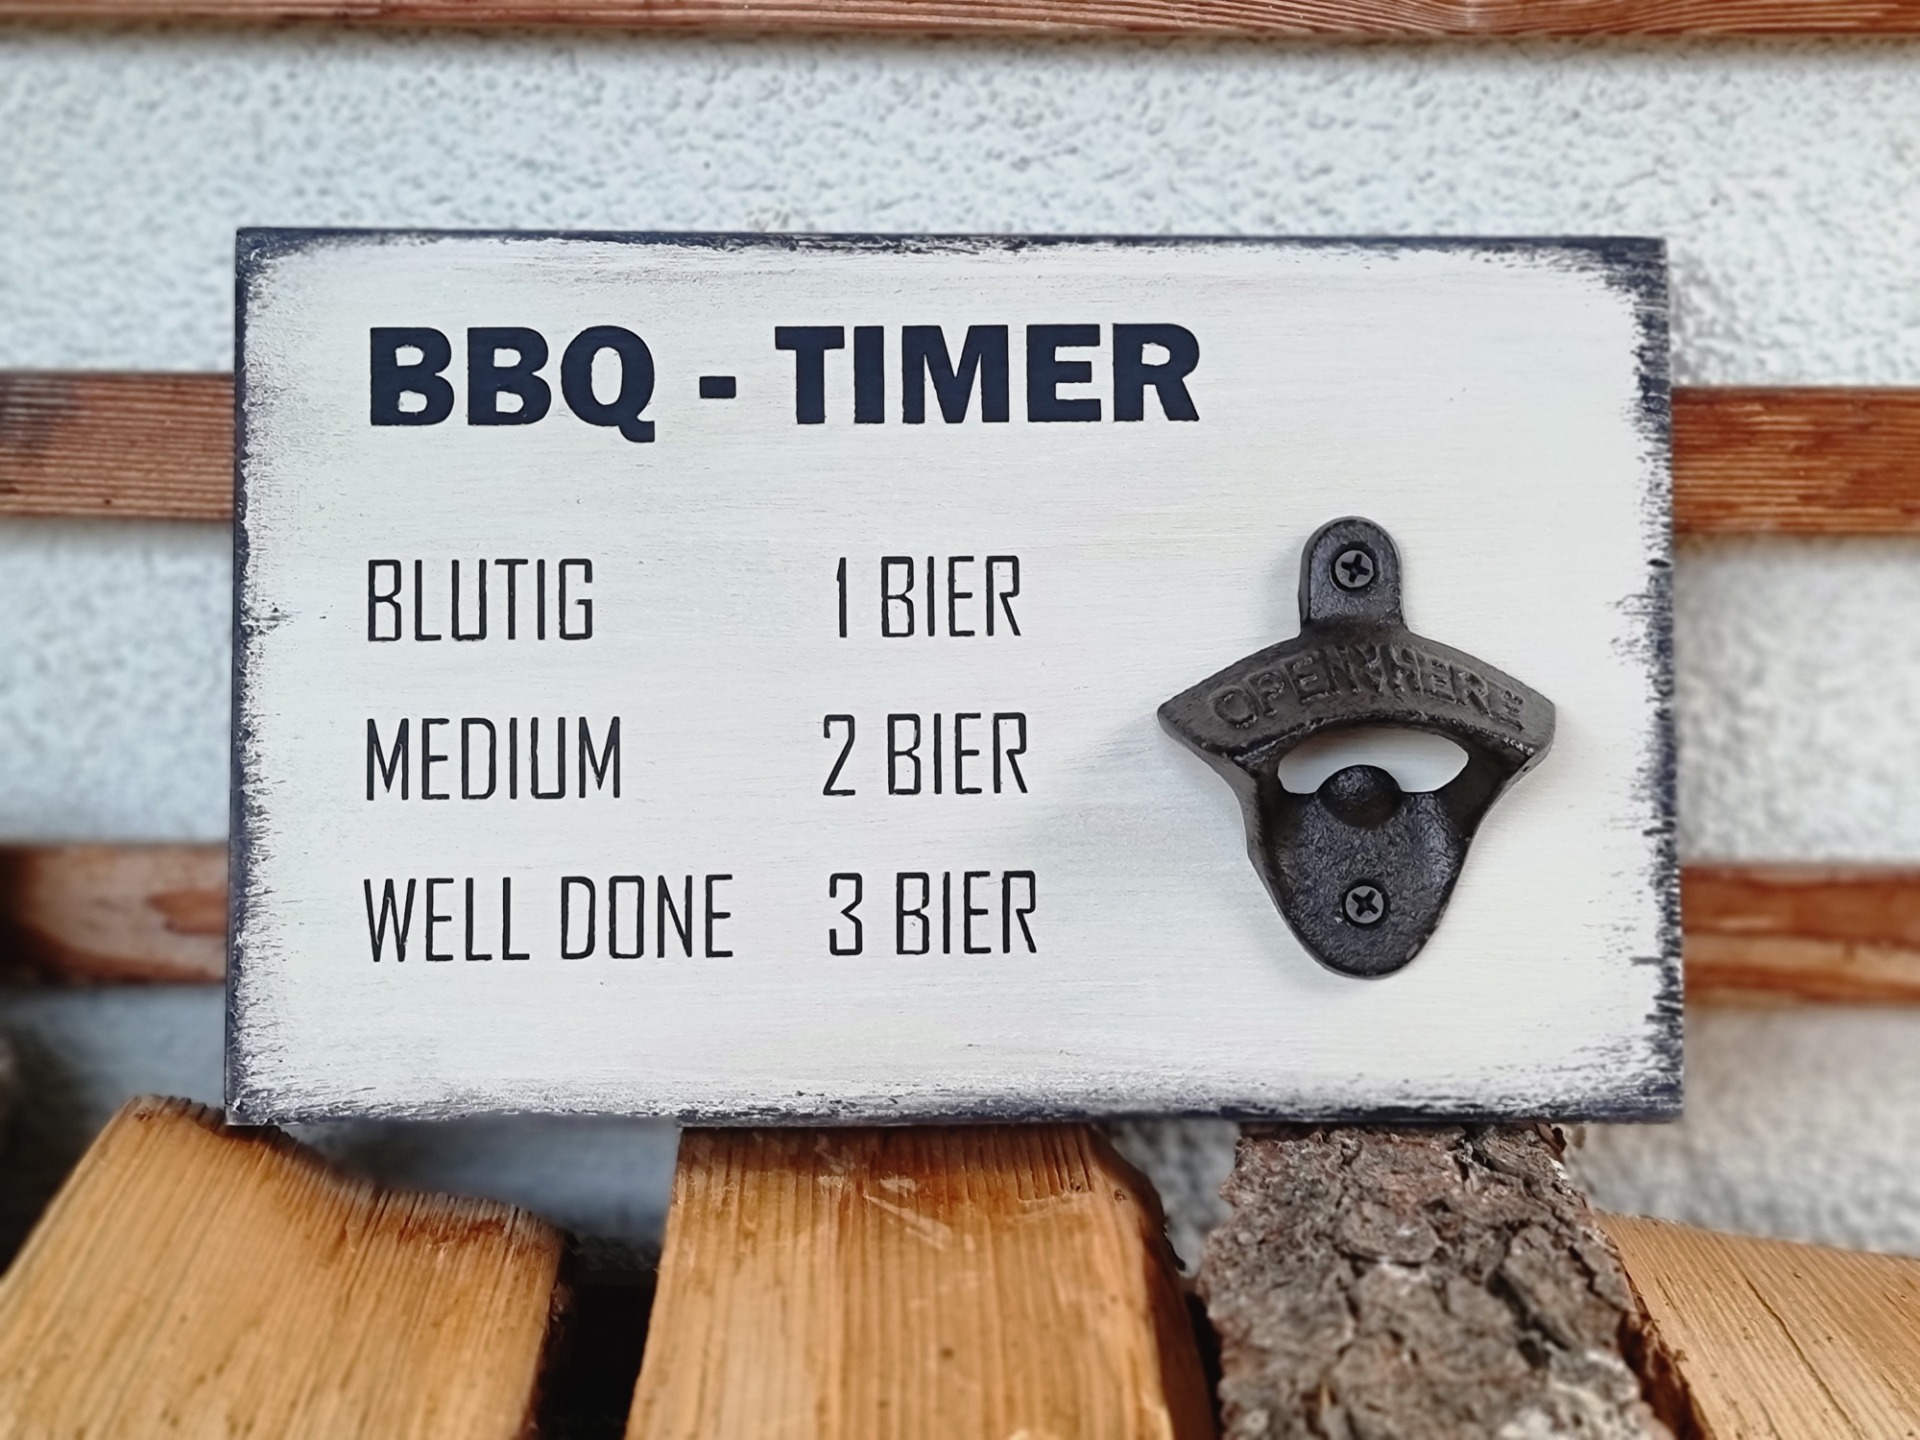 BBQ - TIMER
BLUTIG 1 BIER
MEDIUM 2 BIER
WELL DONE 3 BIER
OPEN HERE